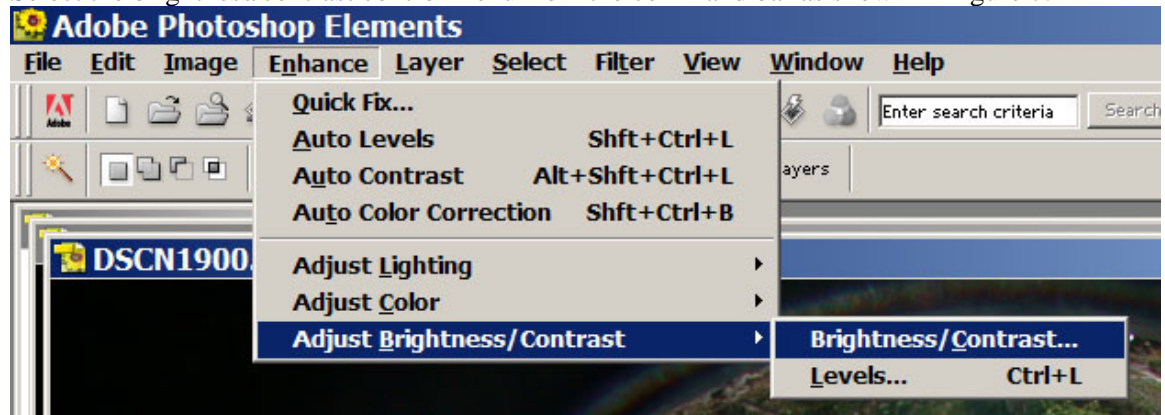 Adobe Photoshop Elements
File Edit Image Enhance Layer Select Filter View Window Help
Adobe
Enter search criteria Search
Quick Fix...
Auto Levels Shft+Ctrl+L
Auto Contrast Alt+Shft+Ctrl+L
ayers
Auto Color Correction Shft+Ctrl+B
DSCN1900.
Adjust Lighting
Adjust Color
Adjust Brightness/Contrast
Brightness/Contrast...
Levels... Ctrl+L